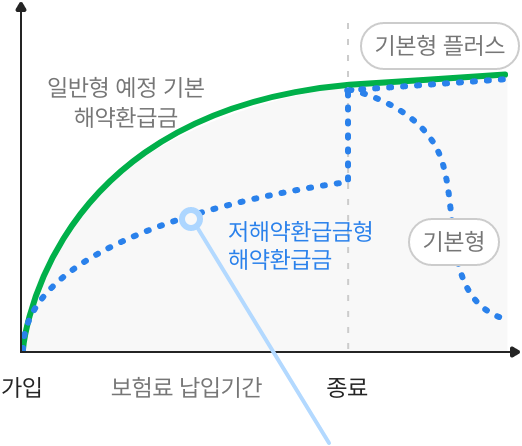 기본형 플러스
일반형 예정 기본
해약환급금
저해약환급금형
해약환급금
기본형
가입
보험료 납입기간
종료